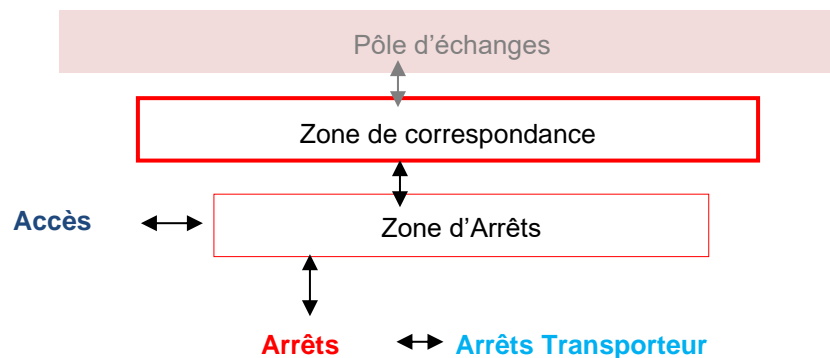 Pôle d'échanges
Zone de correspondance
Accès
Zone d'Arrêts
Arrêts
Arrêts Transporteur